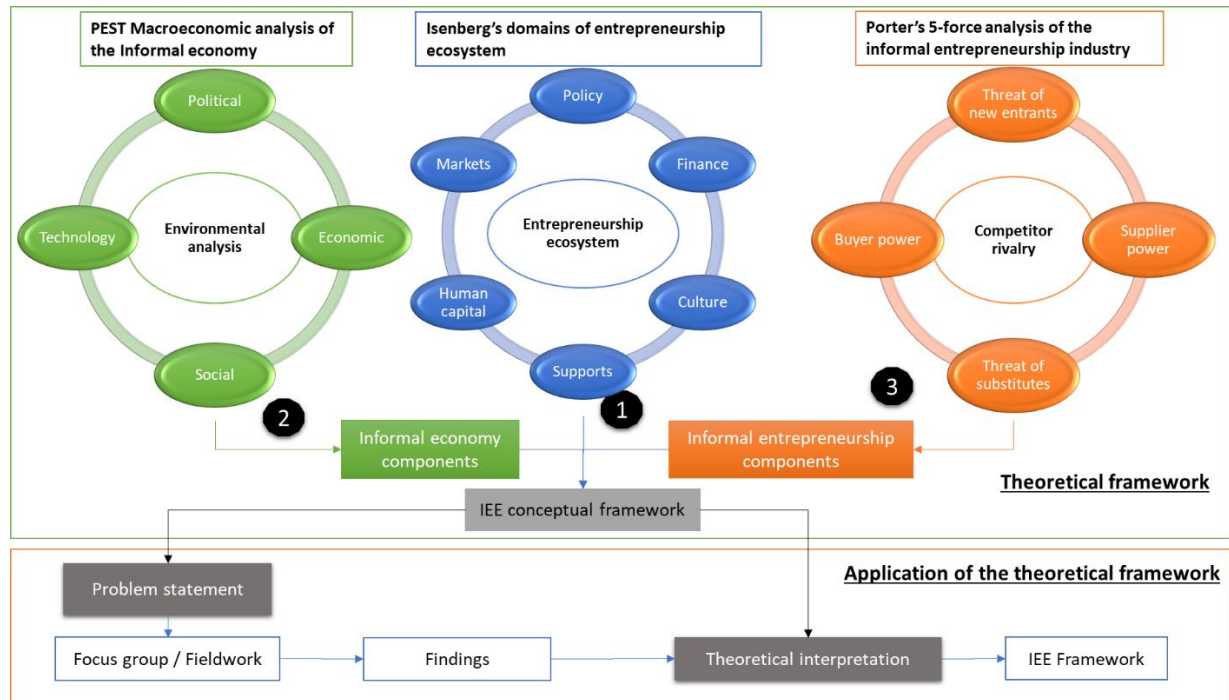 PEST Macroeconomic analysis of
the Informal economy
Isenberg's domains of entrepreneurship
ecosystem
Porter's 5-force analysis of the
informal entrepreneurship industry
Political
Technology
Environmental
analysis
Economic
Social
Policy
Markets
Finance
Entrepreneurship
ecosystem
Human
capital
Culture
Supports
Threat of
new entrants
Buyer power
Competitor
rivalry
Supplier
power
Threat of
substitutes
2
1
3
Informal economy
components
Informal entrepreneurship
components
Theoretical framework
IEE conceptual framework
Application of the theoretical framework
Problem statement
Focus group / Fieldwork
Findings
Theoretical interpretation
IEE Framework